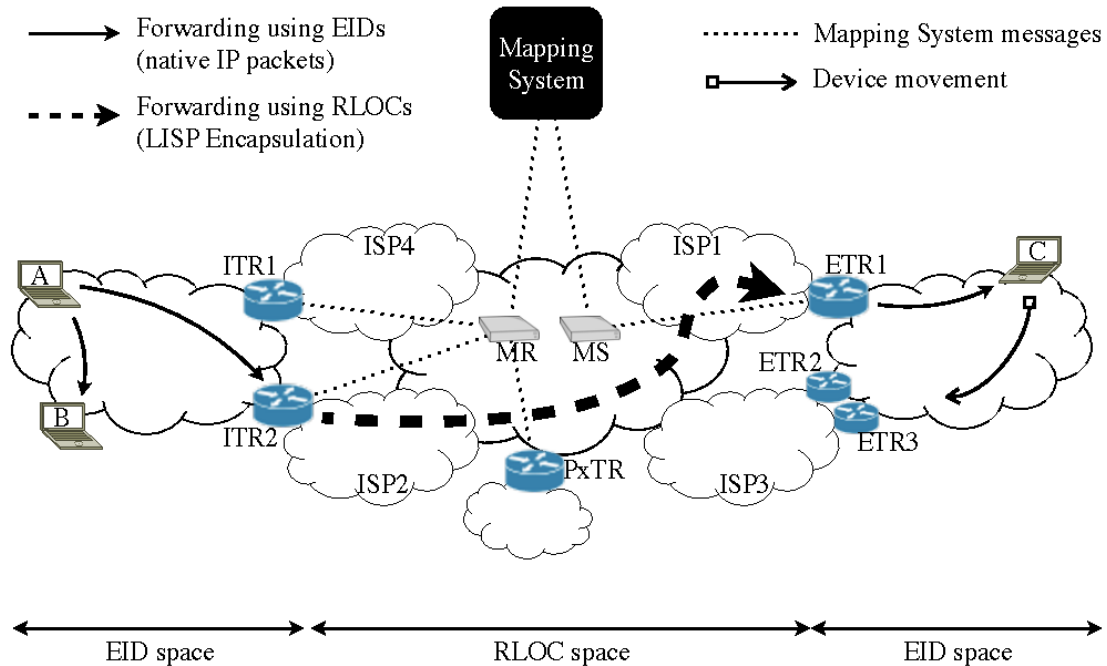 Forwarding using EIDs
(native IP packets)
Forwarding using RLOCs
(LISP Encapsulation)
Mapping
System
Mapping System messages
Device movement
ISP4
ISP1
A
ITR1
ETR1
C
MR
MS
B
ITR2
ETR2
ETR3
ISP2
PxTR
ISP3
EID space
RLOC space
EID space